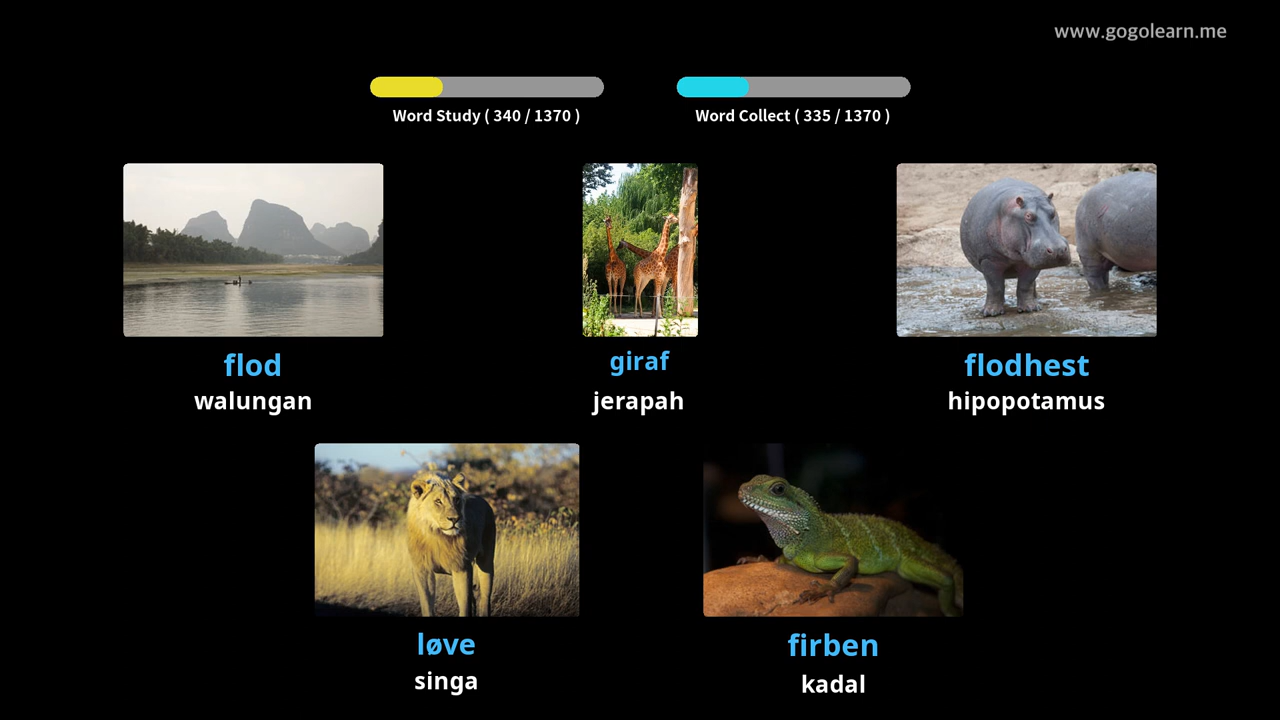 www.gogolearn.me
Word Study ( 340 / 1370 )
Word Collect ( 335 / 1370 )
flod
walungan
giraf
jerapah
flodhest
hipopotamus
løve
singa
firben
kadal